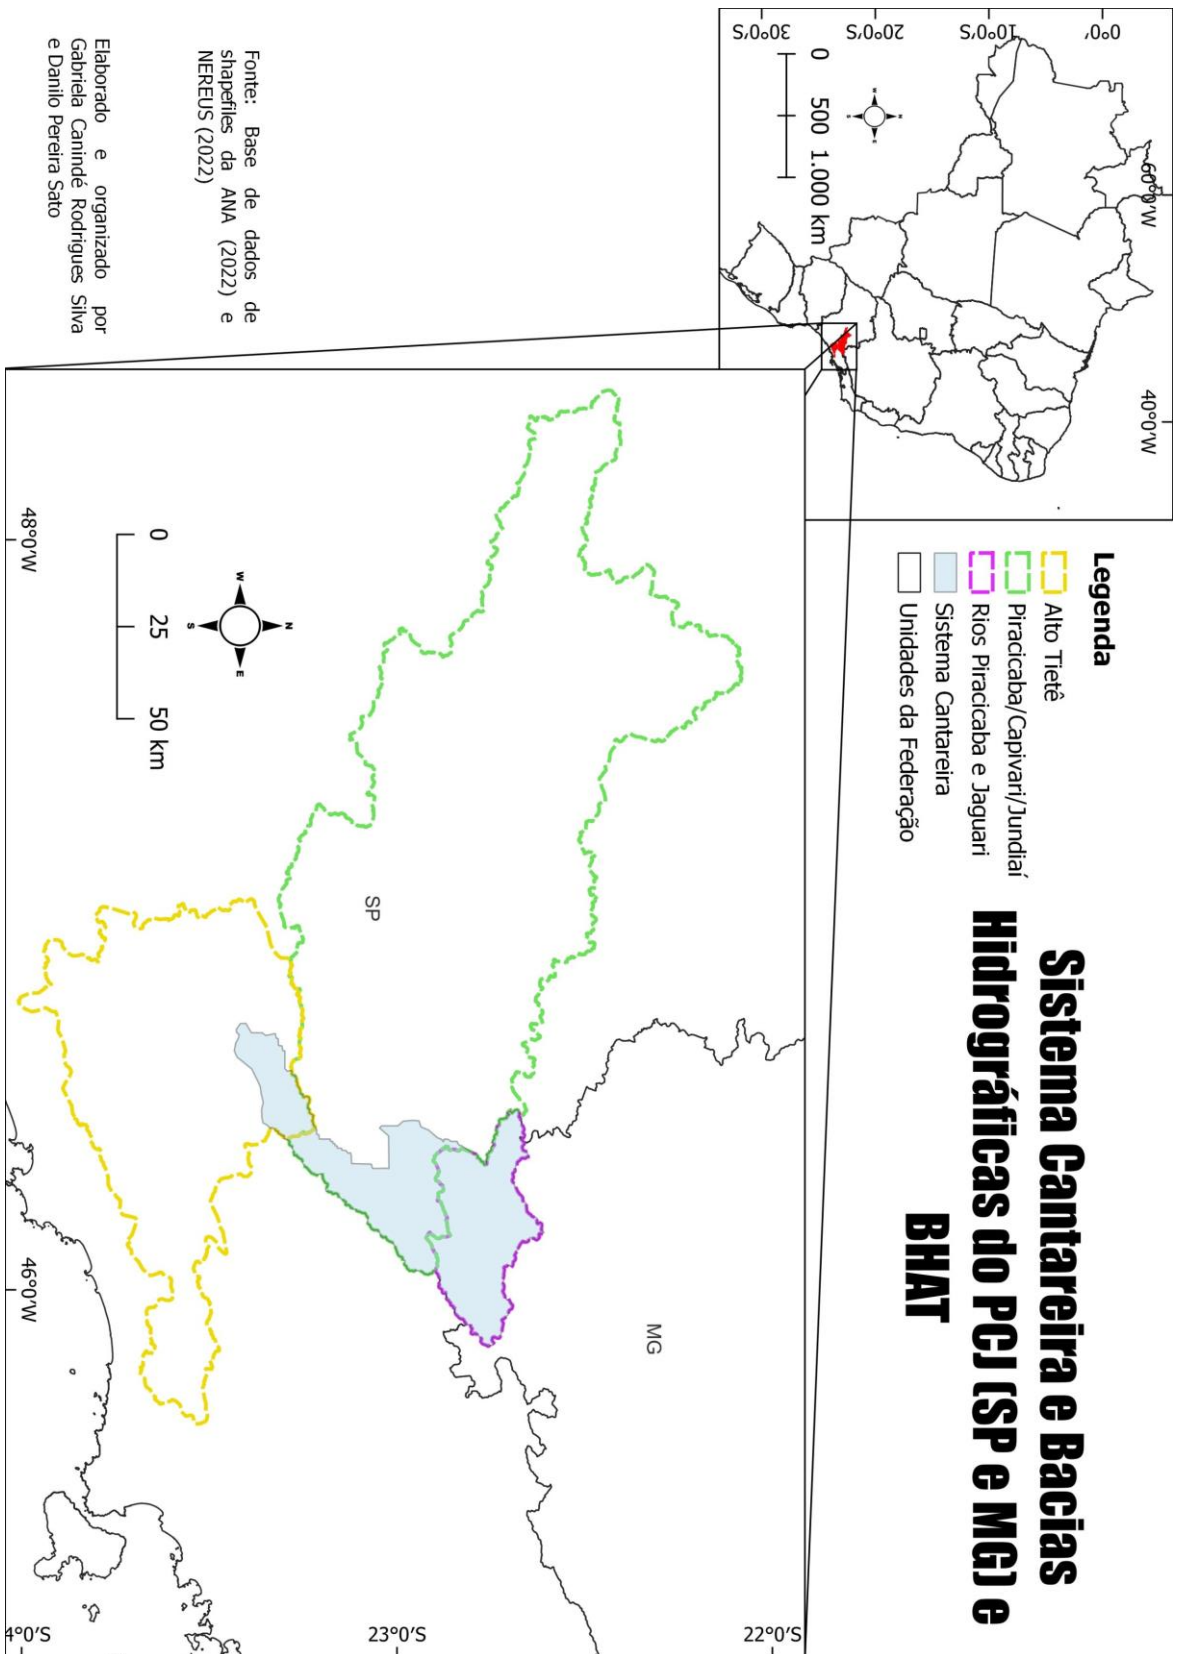 Sistema Cantareira e Bacias
Hidrográficas do PCJ (SP e MG) e
BHAT
Legenda
Alto Tietê
Piracicaba/Capivari/Jundiaí
Rios Piracicaba e Jaguari
Sistema Cantareira
Unidades da Federação
60°0'W
40°0'W
0°0'
10°0'S
20°0'S
30°0'S
N
W
E
S
0 500 1.000 km
22°0'S
23°0'S
4°0'S
MG
SP
N
W
E
S
0 25 50 km
48°0'W
46°0'W
Fonte: Base de dados de
shapefiles da ANA (2022) e
NEREUS (2022)
Elaborado e organizado por
Gabriela Canindé Rodrigues Silva
e Danilo Pereira Sato